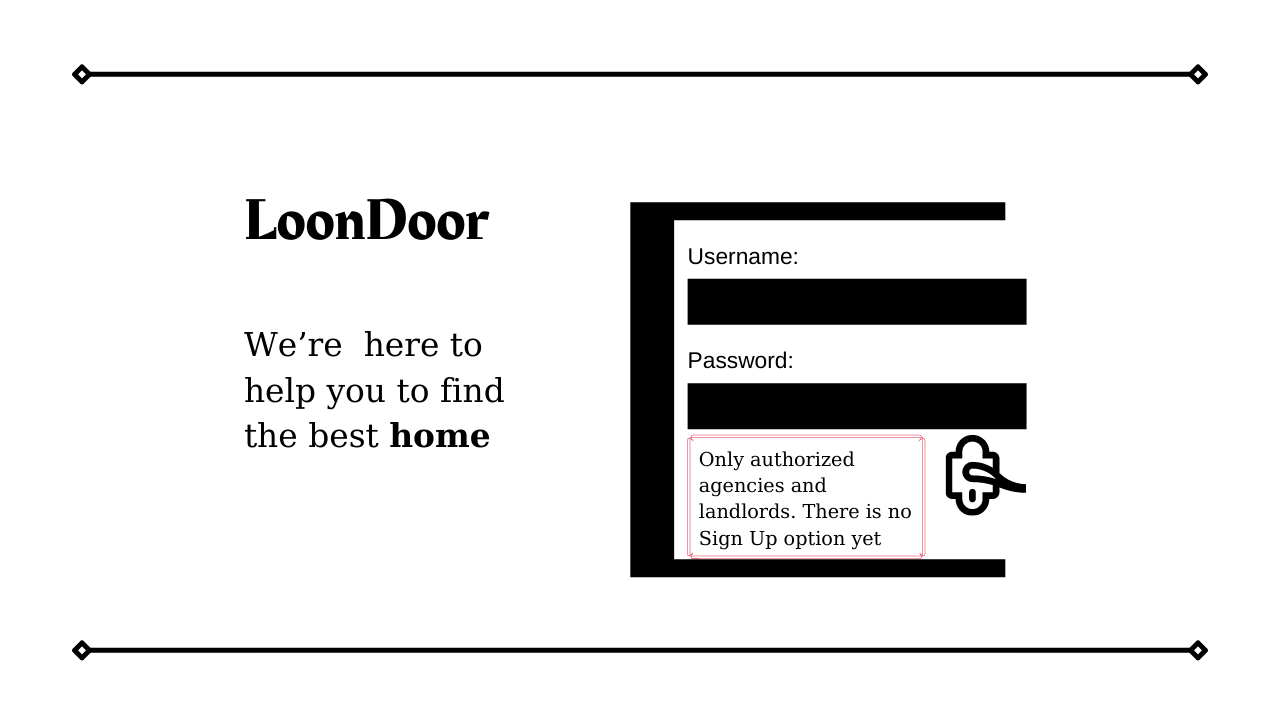 LoonDoor
We’re  here to
help you to find
the best home
Username:
Password:
Only authorized
agencies and
landlords. There is no
Sign Up option yet